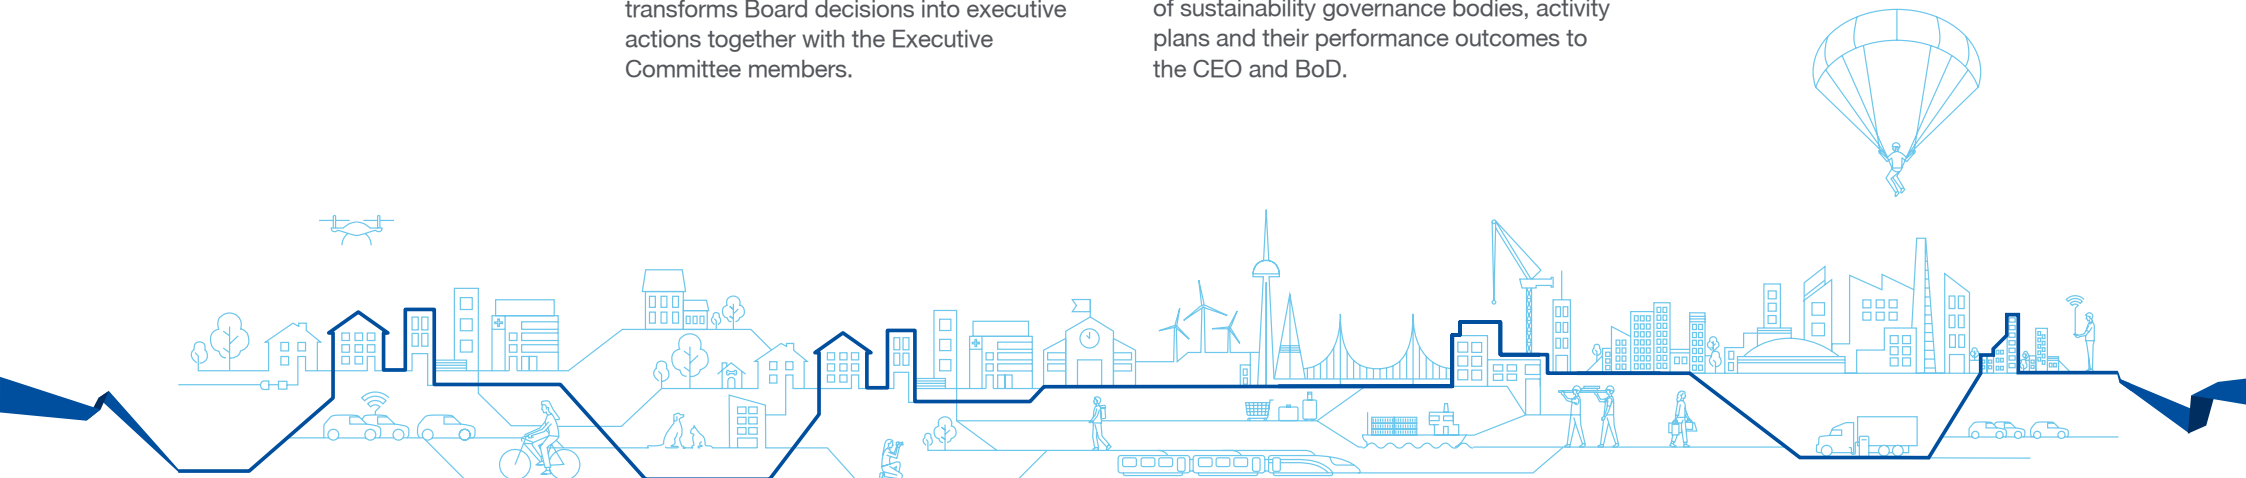 transforms Board decisions into executive
actions together with the Executive
Committee members.
of sustainability governance bodies, activity
plans and their performance outcomes to
the CEO and BoD.